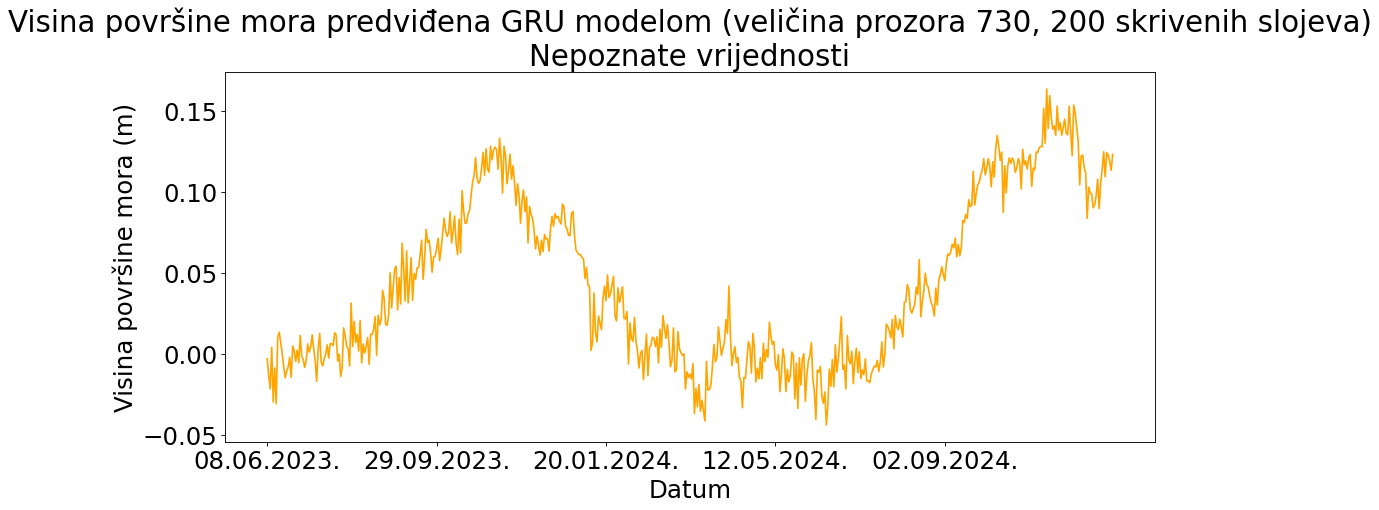 Visina površine mora predviđena GRU modelom (veličina prozora 730, 200 skrivenih slojeva)
Nepoznate vrijednosti
Visina površine mora (m)
0.15
0.10
0.05
0.00
−0.05
08.06.2023. 29.09.2023. 20.01.2024. 12.05.2024. 02.09.2024.
Datum